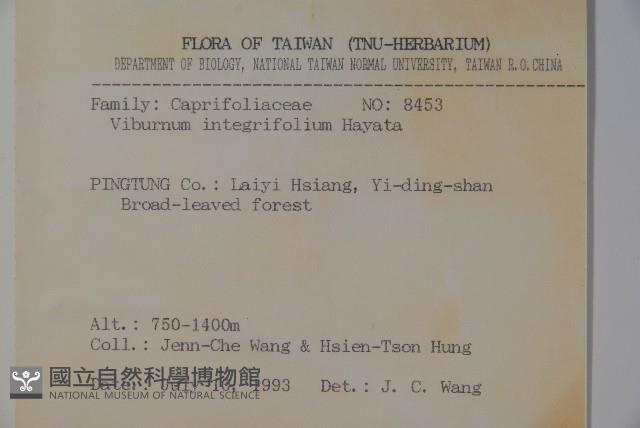 FLORA OF TAIWAN (TNU-HERBARIUM)
DEPARTMENT OF BIOLOGY, NATIONAL TAIWAN NORMAL UNIVERSITY, TAIWAN R.O.CHINA
Family: Caprifoliaceae NO: 8453
Viburnum integrifolium Hayata
PINGTUNG Co.: Laiyi Hsiang, Yi-ding-shan
Broad-leaved forest
Alt.: 750-1400m
Coll.: Jenn-Che Wang & Hsien-Tson Hung
Date: July 1993 Det.: J. C. Wang
國立自然科學博物館
NATIONAL MUSEUM OF NATURAL SCIENCE